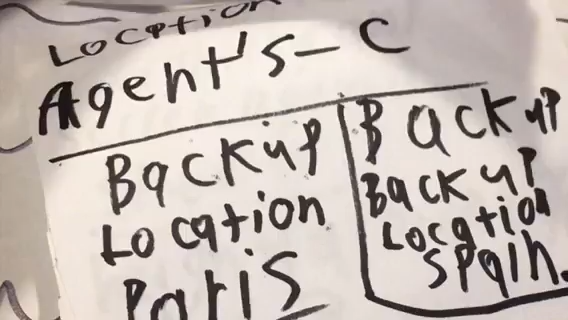 Location
Agent's - C
Backup
Location
Paris
Backup
Backup
Location
Spain.